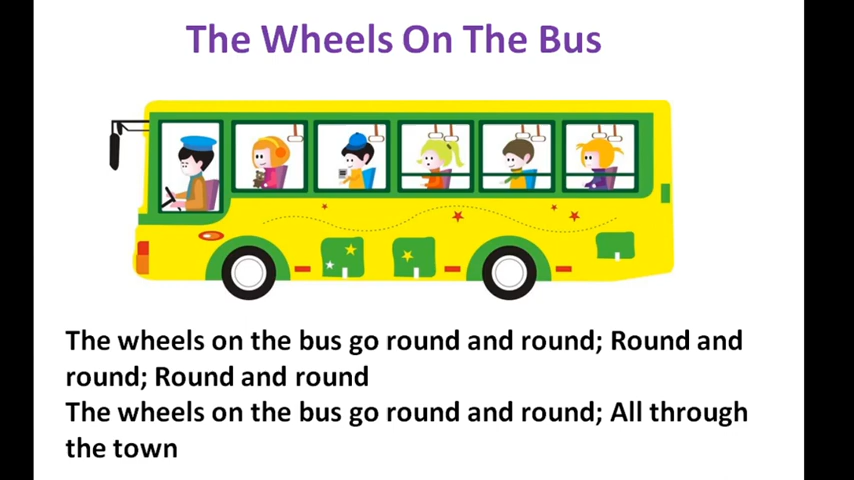 The Wheels On The Bus
The wheels on the bus go round and round; Round and
round; Round and round
The wheels on the bus go round and round; All through
the town